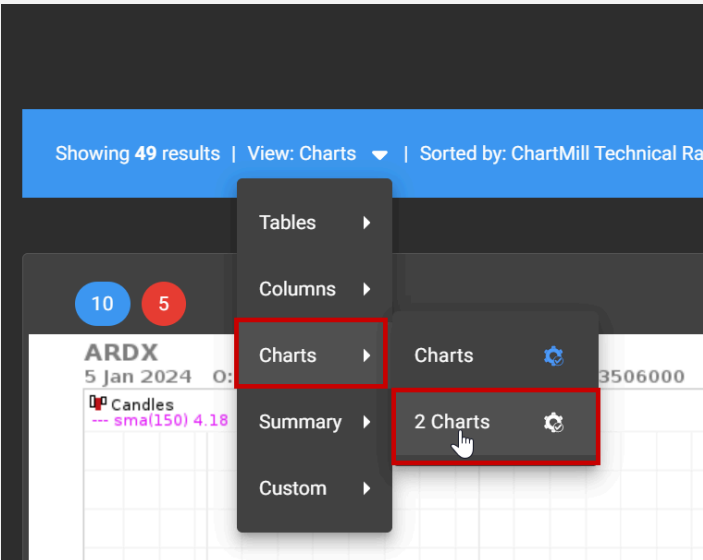 Showing 49 results | View: Charts | Sorted by: ChartMill Technical Ra
Tables
Columns
10 5
Charts
Charts
ARDX
5 Jan 2024 O: 3506000
Candles
--- sma(150) 4.18
Summary
2 Charts
Custom